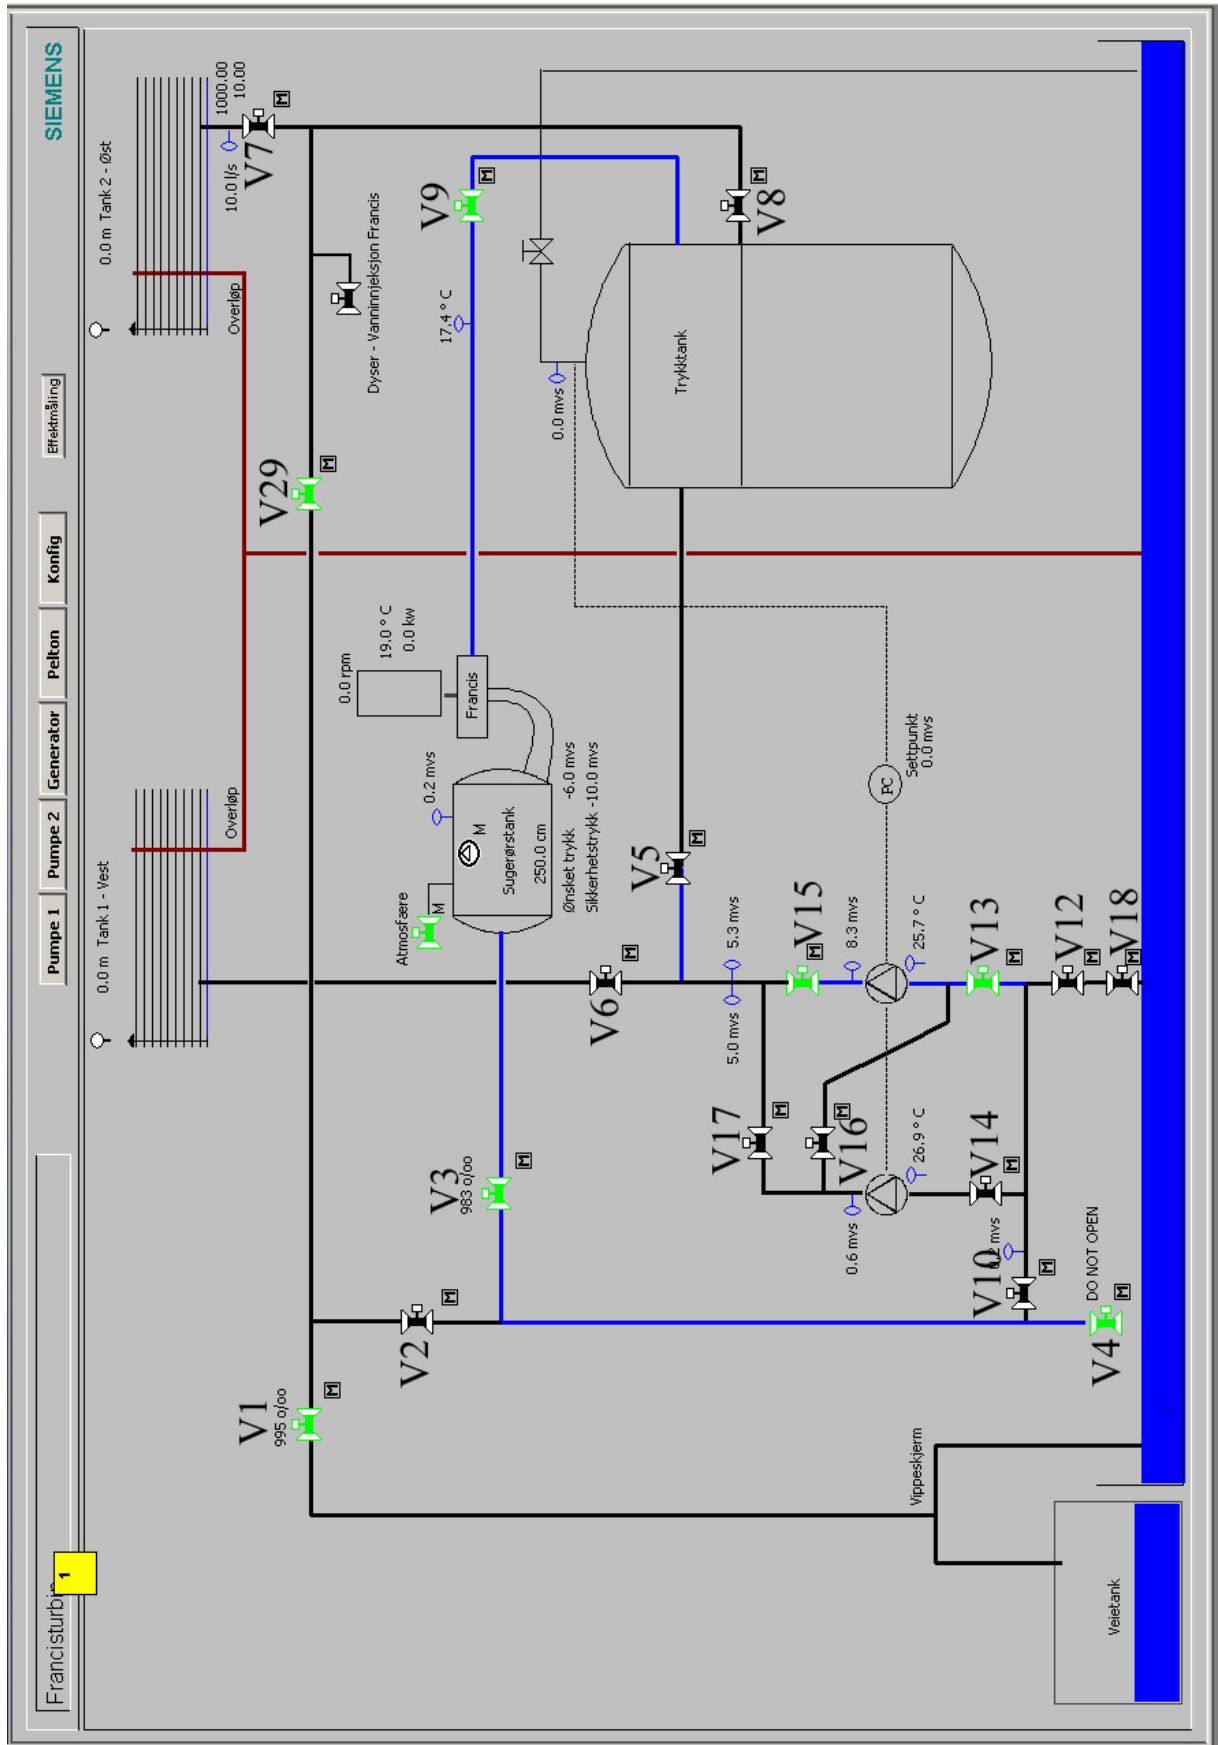 Francisturbin
1
Pumpe 1
Pumpe 2
Generator
Pelton
Konfig
Effektmåling
SIEMENS
0.0 m Tank 1 - Vest
Overløp
0.0 m Tank 2 - Øst
Overløp
10.0 l/s
1000.00
10.00
V7
M
V1
995 o/oo
M
V29
M
Dyser - Vanninnjeksjon Francis
V2
M
Atmosfære
M
0.2 mvs
0.0 rpm
19.0 ° C
0.0 kw
Francis
17.4 ° C
V9
M
V3
983 o/oo
M
M
Sugerørstank
250.0 cm
Ønsket trykk -6.0 mvs
Sikkerhetstrykk -10.0 mvs
0.0 mvs
V6
M
V5
M
Trykktank
V8
M
5.0 mvs
5.3 mvs
V17
M
V15
M
V16
M
8.3 mvs
0.6 mvs
PC
Settpunkt
0.0 mvs
26.9 ° C
25.7 ° C
V14
M
V13
M
V10
mvs
M
V12
M
DO NOT OPEN
V4
M
V18
M
Vippeskjerm
Veietank